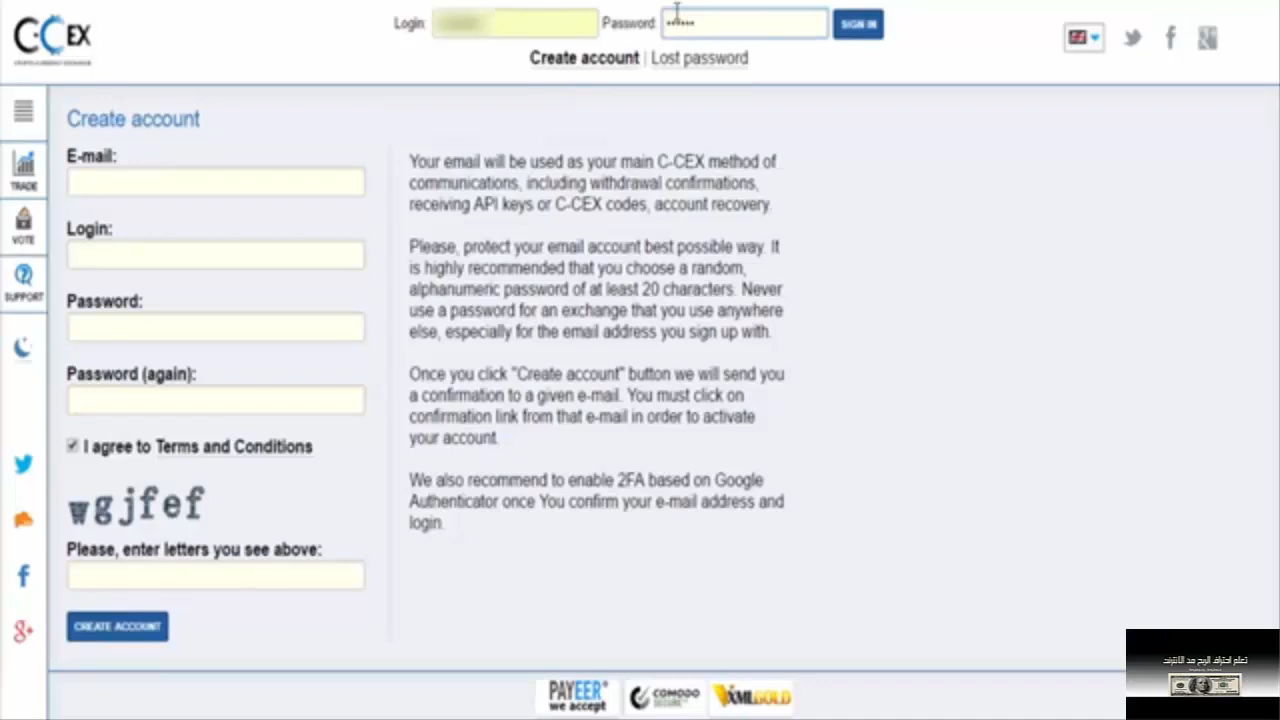 C-CEX
Login:
Password
SIGN IN
Create account | Lost password
TRADE
VOTE
SUPPORT
Create account
E-mail:
Login:
Password:
Password (again):
I agree to Terms and Conditions
wgjfef
Please, enter letters you see above:
CREATE ACCOUNT
Your email will be used as your main C-CEX method of
communications, including withdrawal confirmations,
receiving API keys or C-CEX codes, account recovery.
Please, protect your email account best possible way. It
is highly recommended that you choose a random,
alphanumeric password of at least 20 characters. Never
use a password for an exchange that you use anywhere
else, especially for the email address you sign up with.
Once you click "Create account" button we will send you
a confirmation to a given e-mail. You must click on
confirmation link from that e-mail in order to activate
your account.
We also recommend to enable 2FA based on Google
Authenticator once You confirm your e-mail address and
login.
PAYEER
we accept
COMODO
SECURE
XMLGOLD
تعلم احتراف الربح من الانترنت